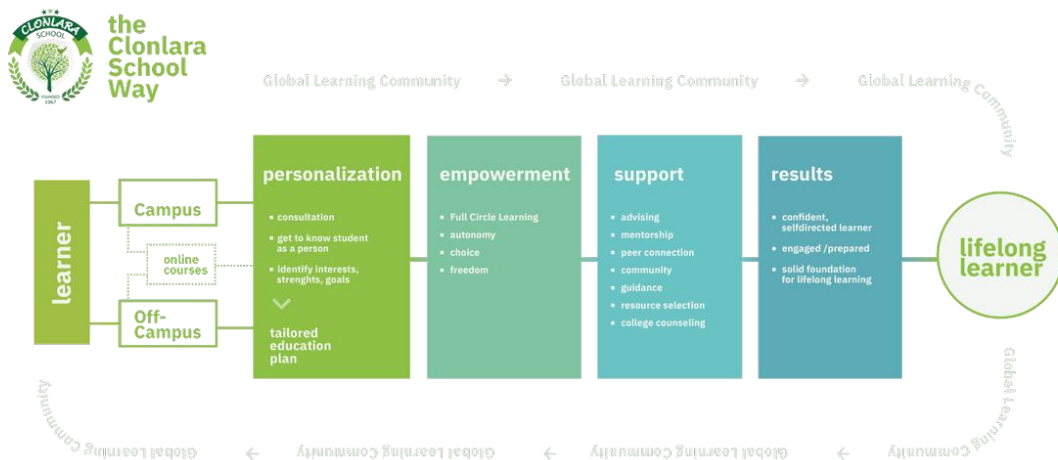 CLONLARA
SCHOOL
FOUNDED
1967
the
Clonlara
School
Way
Global Learning Community → Global Learning Community → Global Learning Community
learner
Campus
online
courses
Off-
Campus
personalization
• consultation
• get to know student
as a person
• identify interests,
strenghts, goals
tailored
education
plan
empowerment
• Full Circle Learning
• autonomy
• choice
• freedom
support
• advising
• mentorship
• peer connection
• community
• guidance
• resource selection
• college counseling
results
• confident,
selfdirected learner
• engaged /prepared
• solid foundation
for lifelong learning
lifelong
learner
Global Learning Community → Global Learning Community → Global Learning Community → Global Learning Community